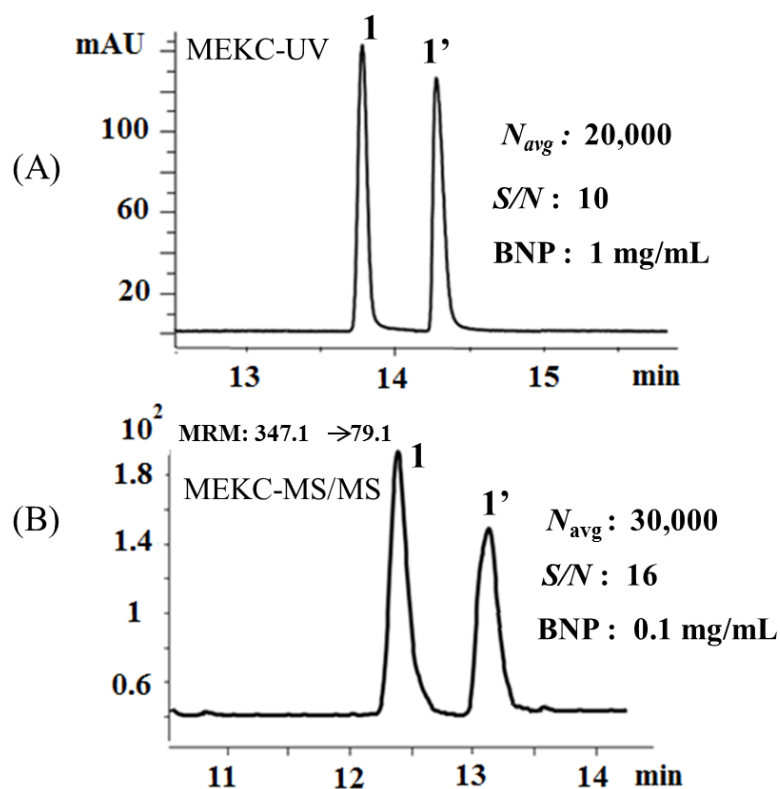 mAU
MEKC-UV
1
1’
100
60
20
(A)
N_avg : 20,000
S/N : 10
BNP : 1 mg/mL
13 14 15 min
10²
MRM: 347.1 →79.1
1
MEKC-MS/MS
1’
1.8
1.4
1
0.6
(B)
N_avg : 30,000
S/N : 16
BNP : 0.1 mg/mL
11 12 13 14 min